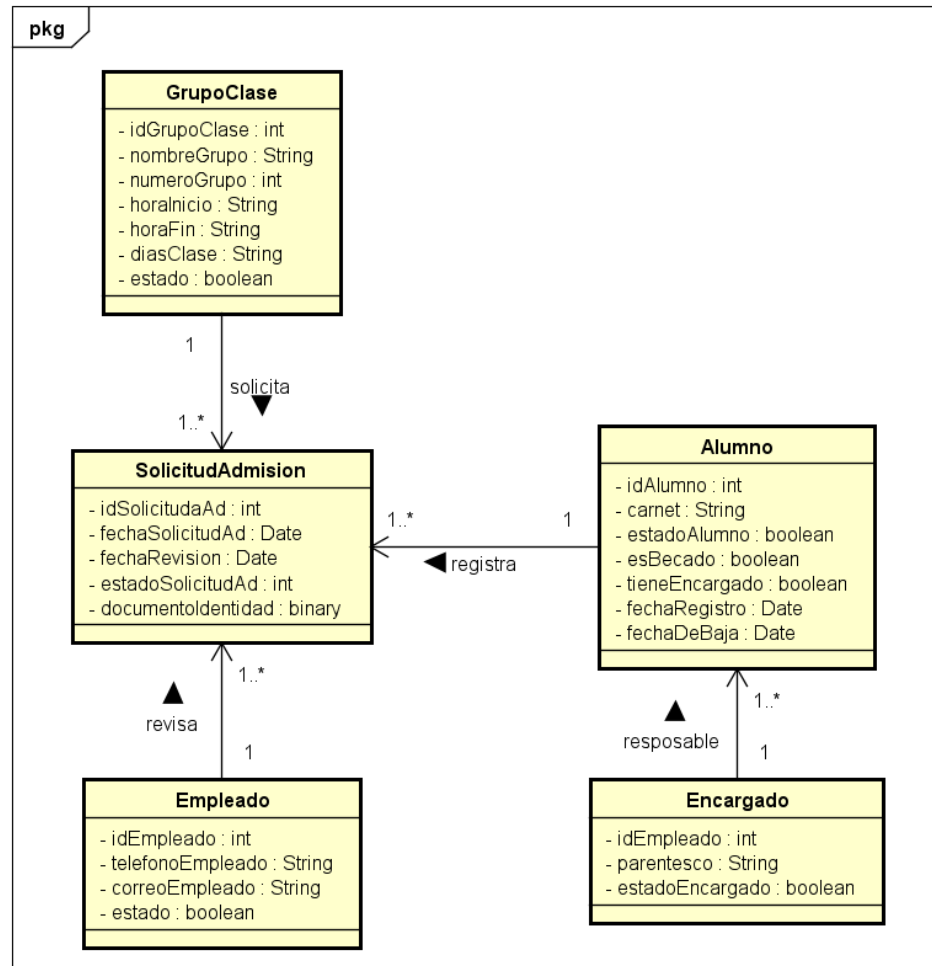 pkg
GrupoClase
- idGrupoClase : int
- nombreGrupo : String
- numeroGrupo : int
- horaInicio : String
- horaFin : String
- diasClase : String
- estado : boolean
1
solicita
1..*
SolicitudAdmision
- idSolicitudaAd : int
- fechaSolicitudAd : Date
- fechaRevision : Date
- estadoSolicitudAd : int
- documentoIdentidad : binary
1..*
1
registra
Alumno
- idAlumno : int
- carnet : String
- estadoAlumno : boolean
- esBecado : boolean
- tieneEncargado : boolean
- fechaRegistro : Date
- fechaDeBaja : Date
1..*
revisa
1
1..*
resposable
1
Empleado
- idEmpleado : int
- telefonoEmpleado : String
- correoEmpleado : String
- estado : boolean
Encargado
- idEmpleado : int
- parentesco : String
- estadoEncargado : boolean